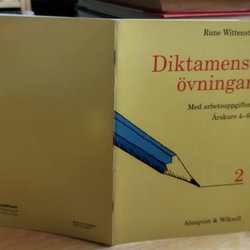 Rune Wittenst
Diktamens
övningar
Med arbetsuppgifter
Årskurs 4-6
2
Almqvist & Wiksell